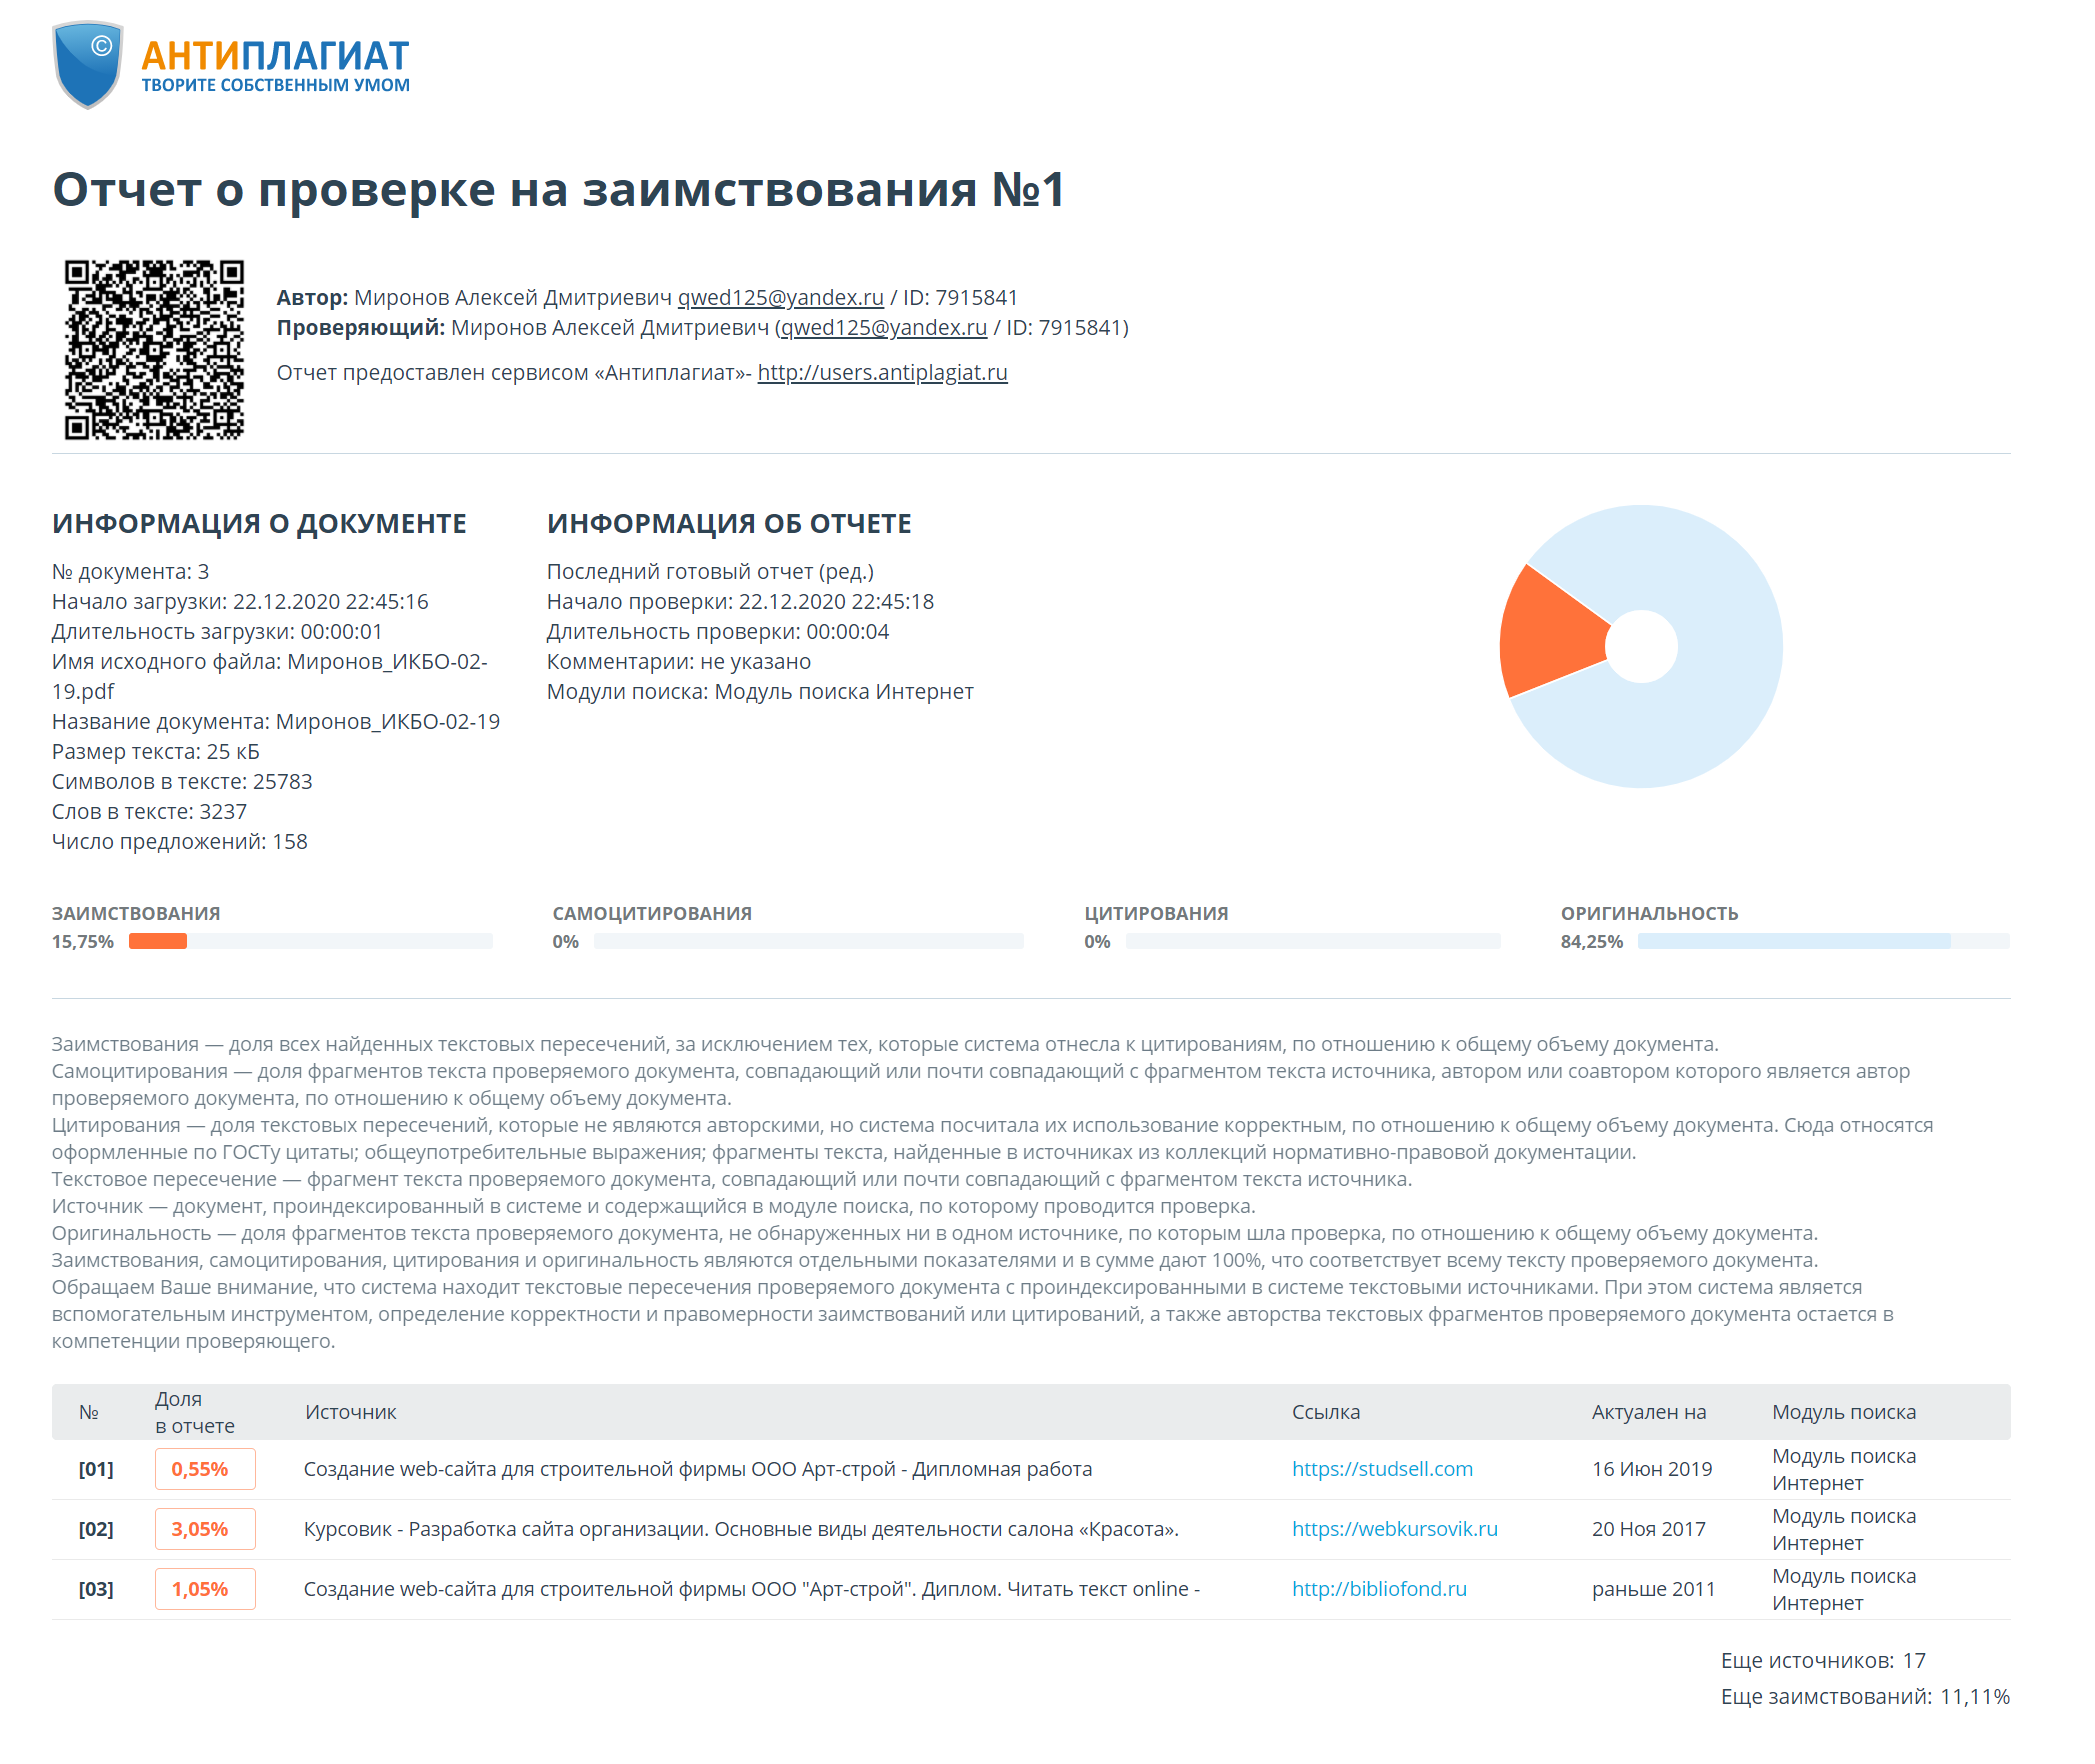 ©
АНТИПЛАГИАТ
ТВОРИТЕ СОБСТВЕННЫМ УМОМ
Отчет о проверке на заимствования №1
Автор: Миронов Алексей Дмитриевич qwed125@yandex.ru / ID: 7915841
Проверяющий: Миронов Алексей Дмитриевич (qwed125@yandex.ru / ID: 7915841)
Отчет предоставлен сервисом «Антиплагиат»- http://users.antiplagiat.ru
ИНФОРМАЦИЯ О ДОКУМЕНТЕ
№ документа: 3
Начало загрузки: 22.12.2020 22:45:16
Длительность загрузки: 00:00:01
Имя исходного файла: Миронов_ИКБО-02-
19.pdf
Название документа: Миронов_ИКБО-02-19
Размер текста: 25 кБ
Символов в тексте: 25783
Слов в тексте: 3237
Число предложений: 158
ИНФОРМАЦИЯ ОБ ОТЧЕТЕ
Последний готовый отчет (ред.)
Начало проверки: 22.12.2020 22:45:18
Длительность проверки: 00:00:04
Комментарии: не указано
Модули поиска: Модуль поиска Интернет
ЗАИМСТВОВАНИЯ
15,75%
САМОЦИТИРОВАНИЯ
0%
ЦИТИРОВАНИЯ
0%
ОРИГИНАЛЬНОСТЬ
84,25%
Заимствования — доля всех найденных текстовых пересечений, за исключением тех, которые система отнесла к цитированиям, по отношению к общему объему документа.
Самоцитирования — доля фрагментов текста проверяемого документа, совпадающий или почти совпадающий с фрагментом текста источника, автором или соавтором которого является автор
проверяемого документа, по отношению к общему объему документа.
Цитирования — доля текстовых пересечений, которые не являются авторскими, но система посчитала их использование корректным, по отношению к общему объему документа. Сюда относятся
оформленные по ГОСТу цитаты; общеупотребительные выражения; фрагменты текста, найденные в источниках из коллекций нормативно-правовой документации.
Текстовое пересечение — фрагмент текста проверяемого документа, совпадающий или почти совпадающий с фрагментом текста источника.
Источник — документ, проиндексированный в системе и содержащийся в модуле поиска, по которому проводится проверка.
Оригинальность — доля фрагментов текста проверяемого документа, не обнаруженных ни в одном источнике, по которым шла проверка, по отношению к общему объему документа.
Заимствования, самоцитирования, цитирования и оригинальность являются отдельными показателями и в сумме дают 100%, что соответствует всему тексту проверяемого документа.
Обращаем Ваше внимание, что система находит текстовые пересечения проверяемого документа с проиндексированными в системе текстовыми источниками. При этом система является
вспомогательным инструментом, определение корректности и правомерности заимствований или цитирований, а также авторства текстовых фрагментов проверяемого документа остается в
компетенции проверяющего.
№ Доля в отчете Источник Ссылка Актуален на Модуль поиска
[01] 0,55% Создание web-сайта для строительной фирмы ООО Арт-строй - Дипломная работа https://studsell.com 16 Июн 2019 Модуль поиска Интернет
[02] 3,05% Курсовик - Разработка сайта организации. Основные виды деятельности салона «Красота». https://webkursovik.ru 20 Ноя 2017 Модуль поиска Интернет
[03] 1,05% Создание web-сайта для строительной фирмы ООО "Арт-строй". Диплом. Читать текст online - http://bibliofond.ru раньше 2011 Модуль поиска Интернет
Еще источников: 17
Еще заимствований: 11,11%